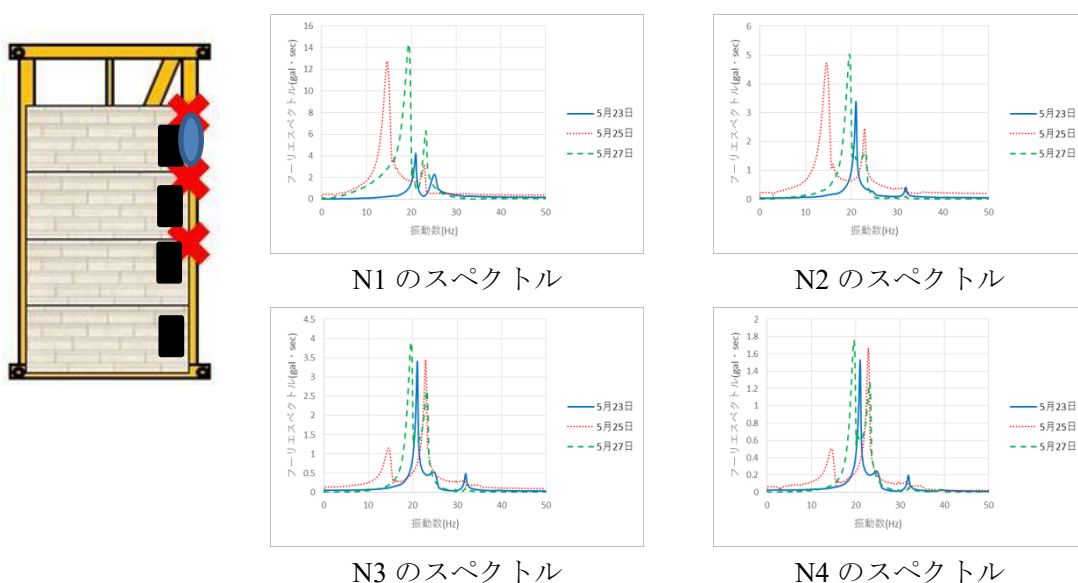 16
14
12
10
8
6
4
2
0
フーリエスペクトル(gal・sec)
0 10 20 30 40 50
振動数(Hz)
5月23日
5月25日
5月27日
N1 のスペクトル
6
5
4
3
2
1
0
フーリエスペクトル(gal・sec)
0 10 20 30 40 50
振動数(Hz)
5月23日
5月25日
5月27日
N2 のスペクトル
4.5
4
3.5
3
2.5
2
1.5
1
0.5
0
フーリエスペクトル(gal・sec)
0 10 20 30 40 50
振動数(Hz)
5月23日
5月25日
5月27日
N3 のスペクトル
2
1.8
1.6
1.4
1.2
1
0.8
0.6
0.4
0.2
0
フーリエスペクトル(gal・sec)
0 10 20 30 40 50
振動数(Hz)
5月23日
5月25日
5月27日
N4 のスペクトル